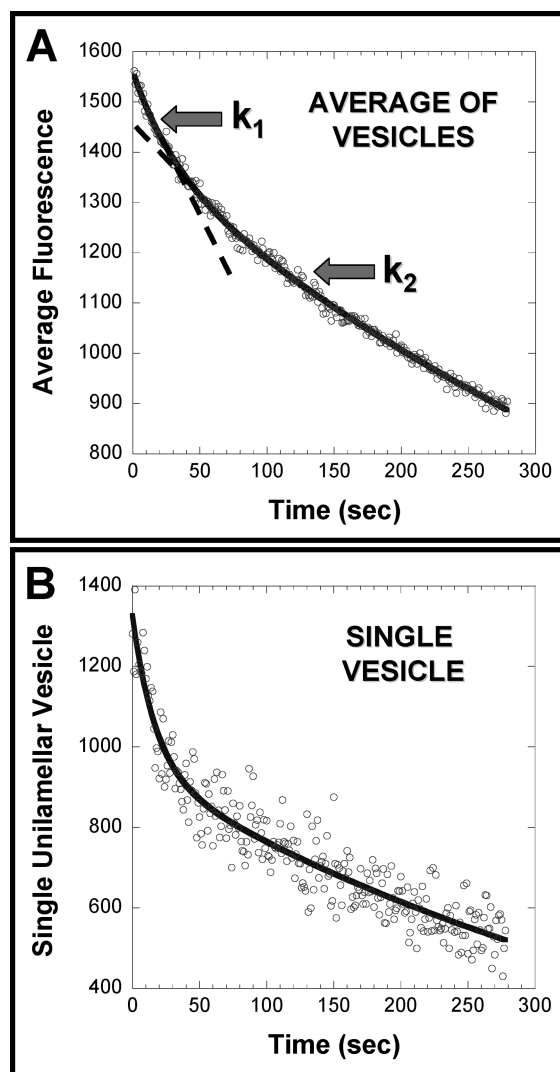 A
1600
1500
1400
1300
1200
1100
1000
900
800
Average Fluorescence
AVERAGE OF
VESICLES
k1
k2
0
50
100
150
200
250
300
Time (sec)
B
1400
1200
1000
800
600
400
Single Unilamellar Vesicle
SINGLE
VESICLE
0
50
100
150
200
250
300
Time (sec)